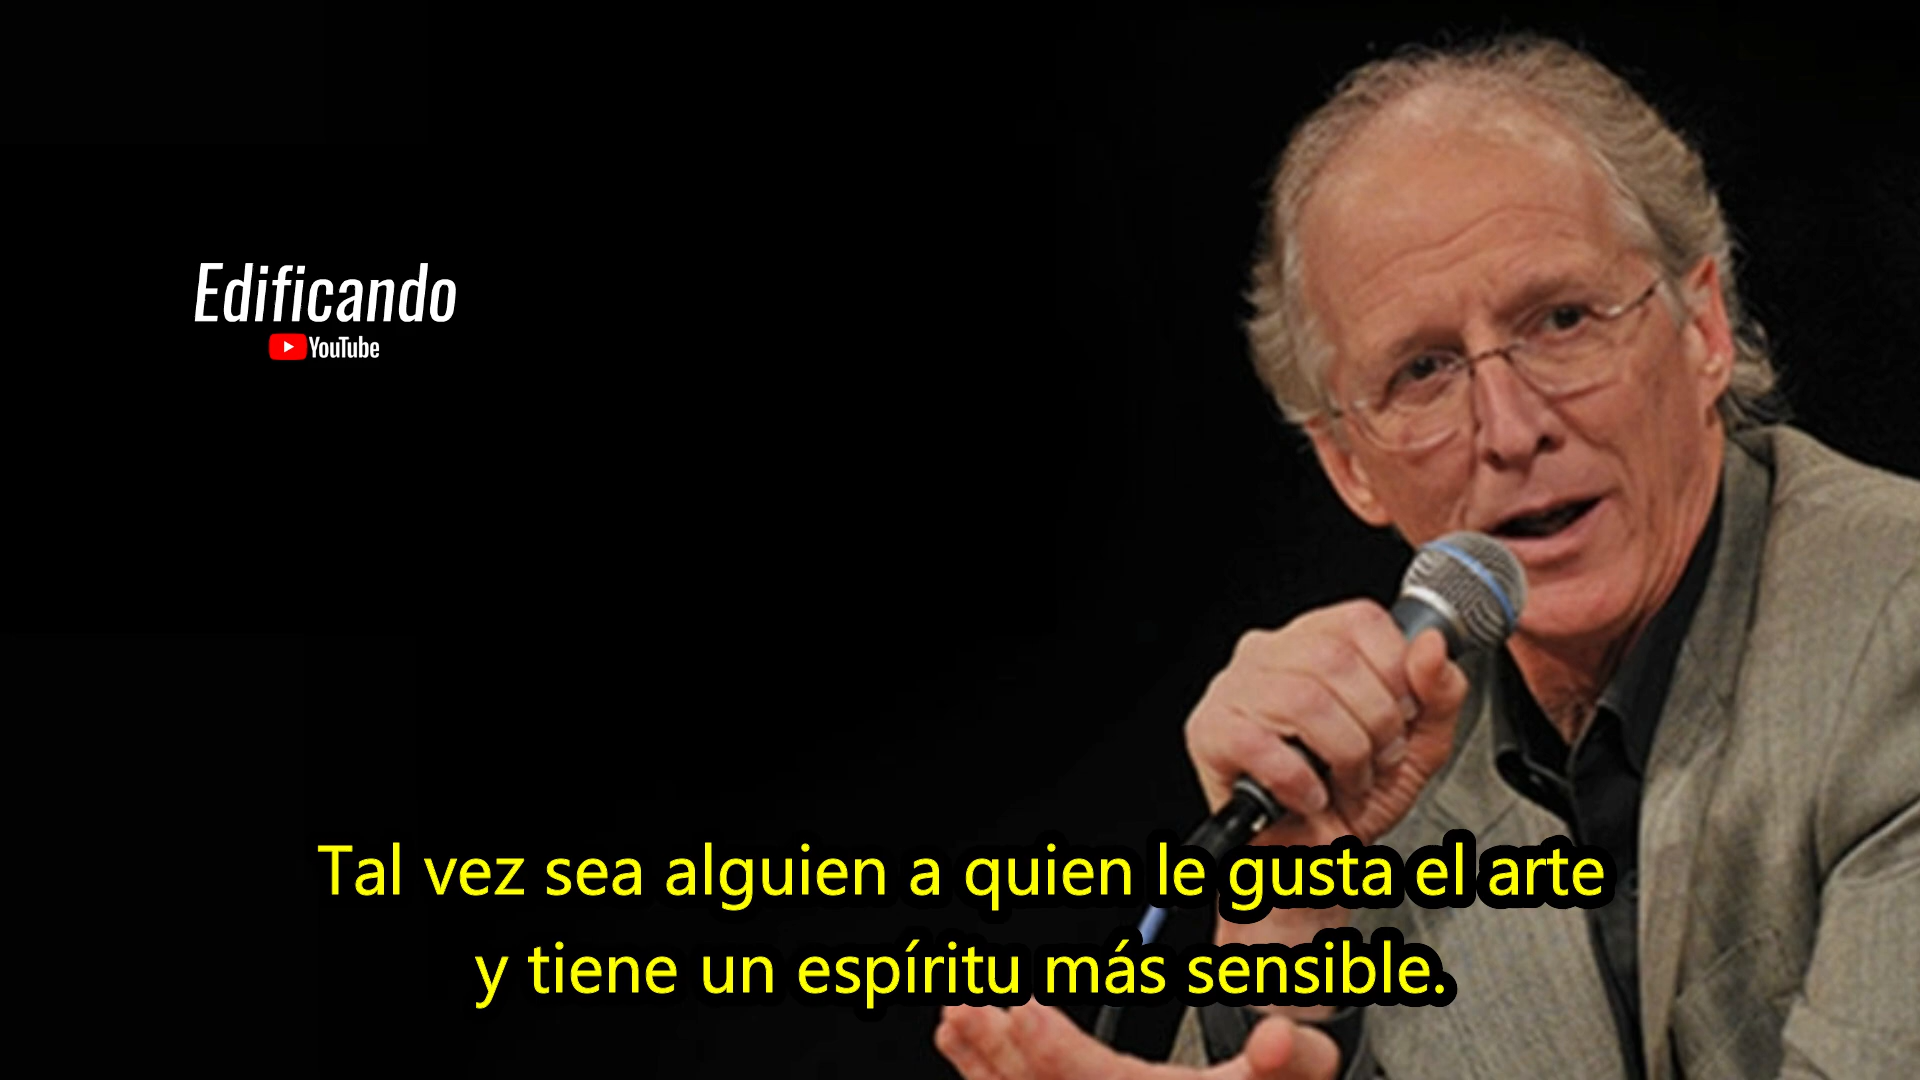 Edificando
YouTube
Tal vez sea alguien a quien le gusta el arte
y tiene un espíritu más sensible.